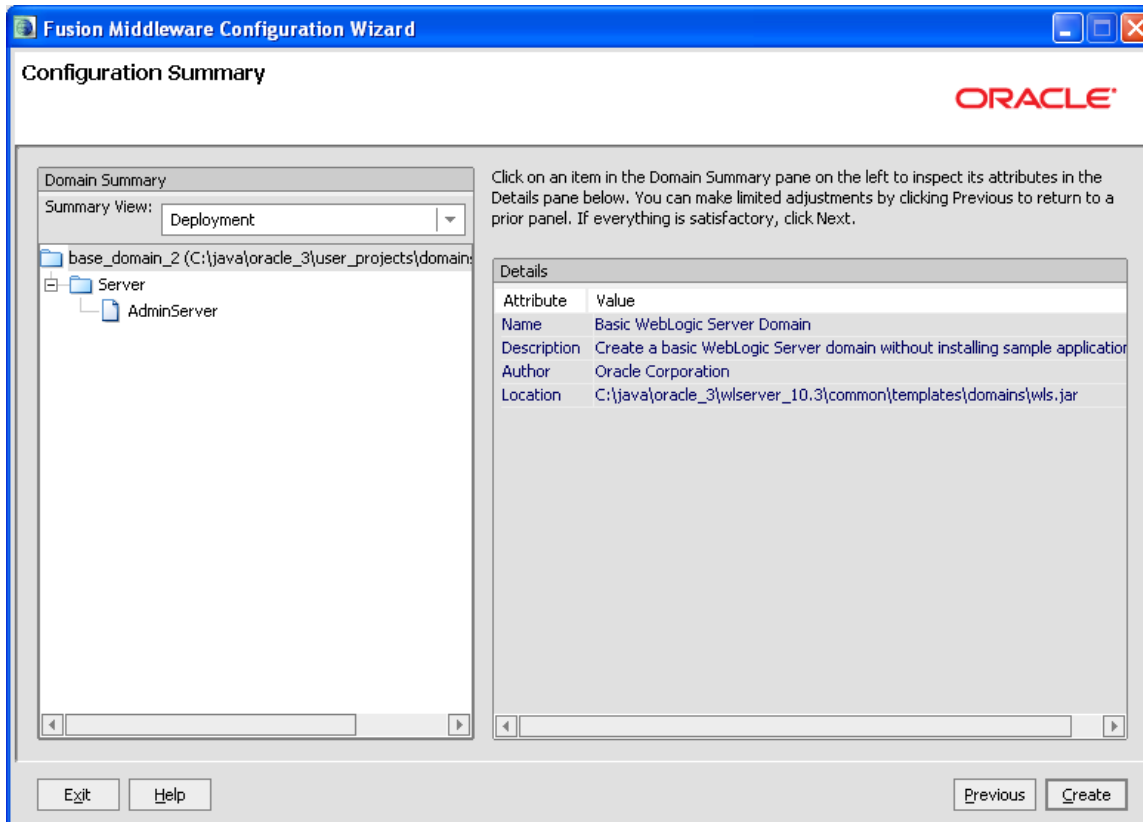 Fusion Middleware Configuration Wizard
Configuration Summary
ORACLE
Domain Summary
Summary View:
Deployment
base_domain_2 (C:\java\oracle_3\user_projects\domain
Server
AdminServer
Click on an item in the Domain Summary pane on the left to inspect its attributes in the
Details pane below. You can make limited adjustments by clicking Previous to return to a
prior panel. If everything is satisfactory, click Next.
Details
Attribute Value
Name Basic WebLogic Server Domain
Description Create a basic WebLogic Server domain without installing sample application
Author Oracle Corporation
Location C:\java\oracle_3\wlserver_10.3\common\templates\domains\wls.jar
Exit Help Previous Create